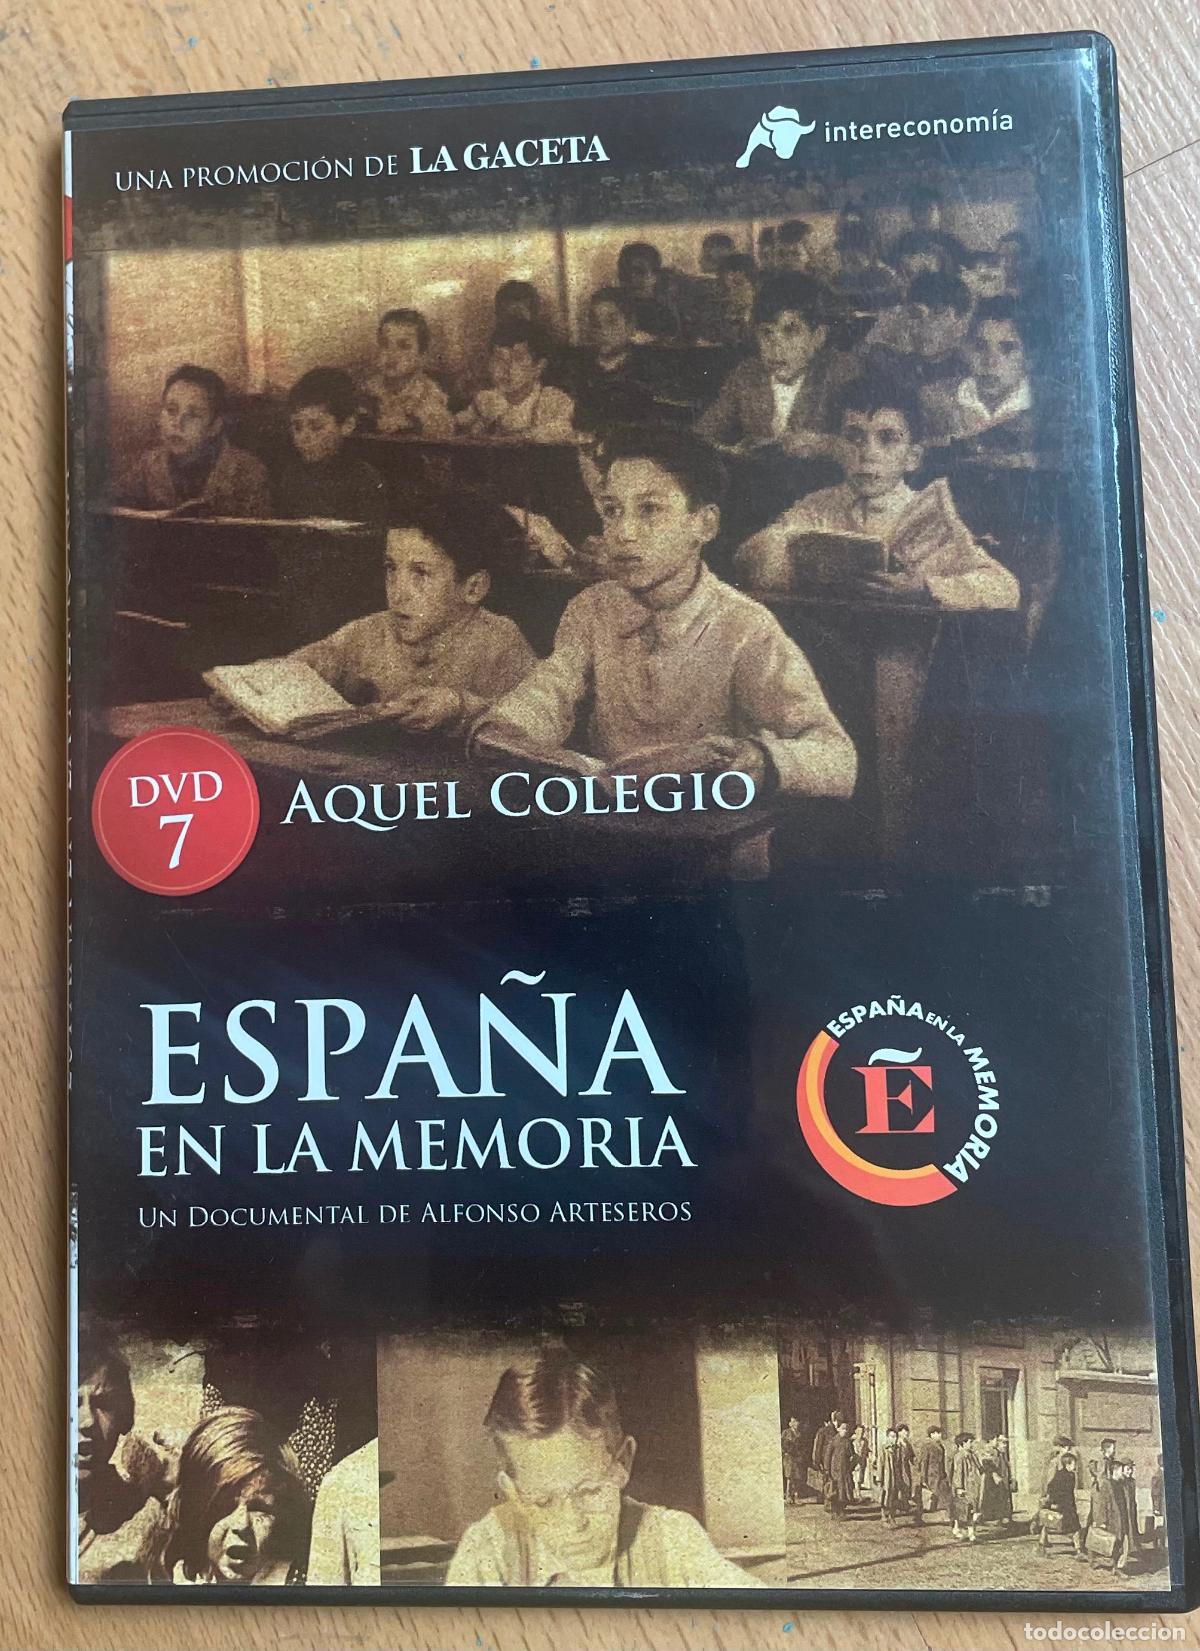 UNA PROMOCIÓN DE LA GACETA
intereconomía
DVD
7
AQUEL COLEGIO
ESPAÑA
EN LA MEMORIA
UN DOCUMENTAL DE ALFONSO ARTESEROS
ESPAÑA EN LA MEMORIA
Ẽ
todocoleccion